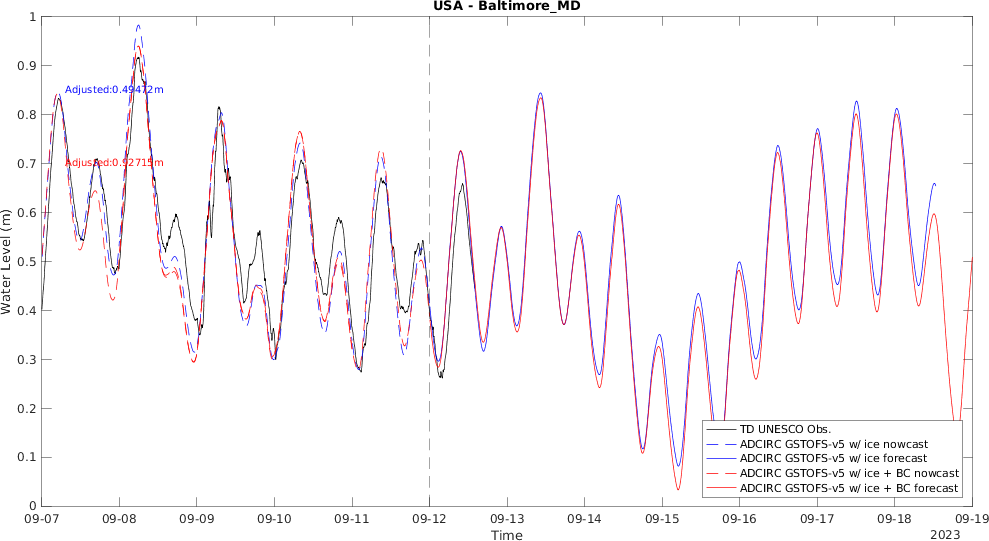 USA - Baltimore_MD
1
0.9
0.8
0.7
0.6
0.5
0.4
0.3
0.2
0.1
0
Water Level (m)
Adjusted:0.49472m
Adjusted:0.92715m
TD UNESCO Obs.
ADCIRC GSTOFS-v5 w/ ice nowcast
ADCIRC GSTOFS-v5 w/ ice forecast
ADCIRC GSTOFS-v5 w/ ice + BC nowcast
ADCIRC GSTOFS-v5 w/ ice + BC forecast
09-07 09-08 09-09 09-10 09-11 09-12 09-13 09-14 09-15 09-16 09-17 09-18 09-19
Time
2023